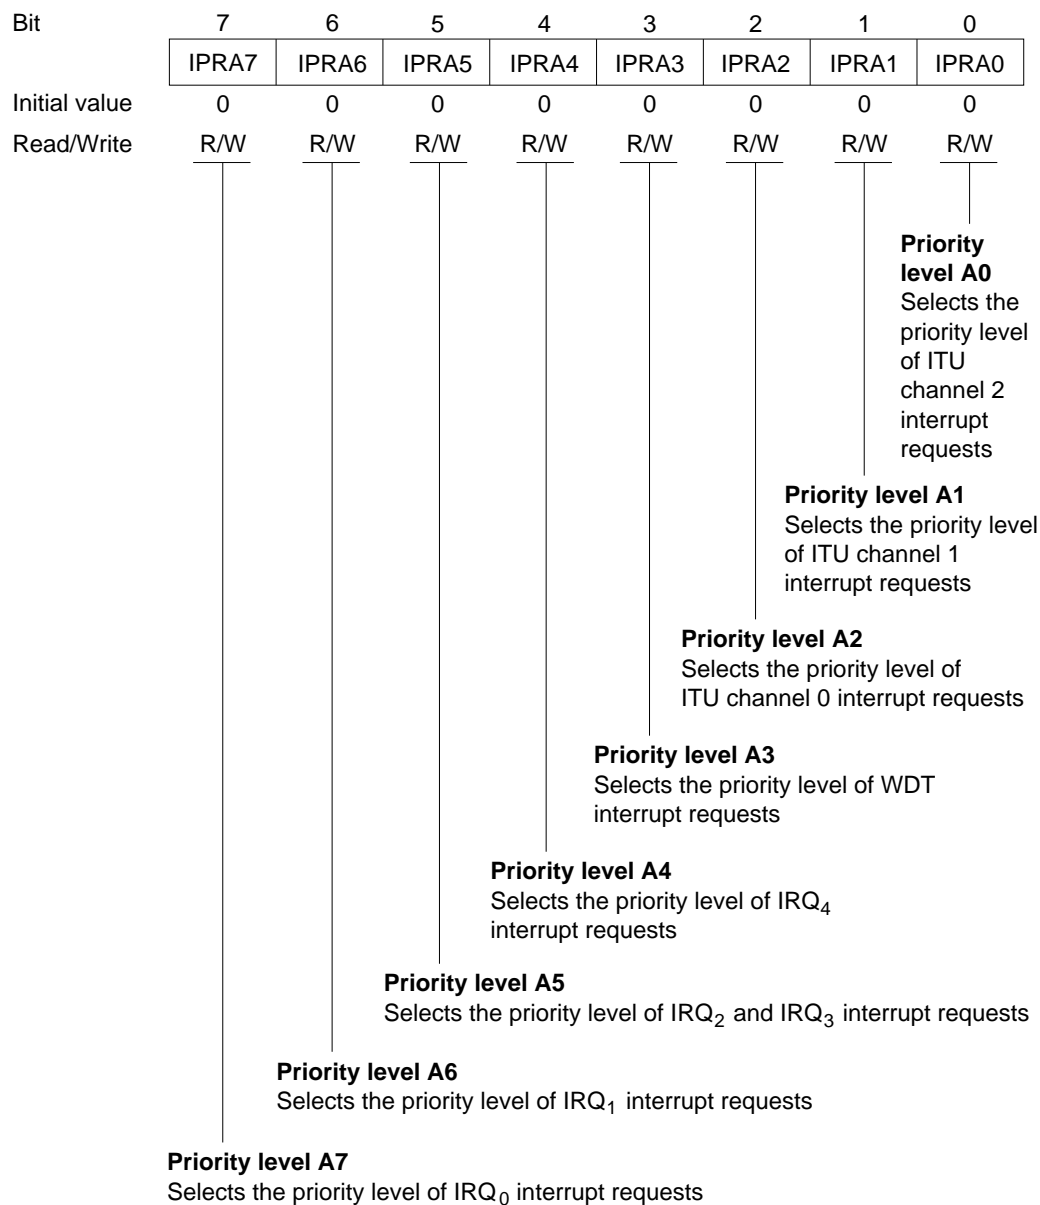 Bit 7 6 5 4 3 2 1 0
IPRA7 IPRA6 IPRA5 IPRA4 IPRA3 IPRA2 IPRA1 IPRA0
Initial value 0 0 0 0 0 0 0 0
Read/Write R/W R/W R/W R/W R/W R/W R/W R/W
Priority
level A0
Selects the
priority level
of ITU
channel 2
interrupt
requests
Priority level A1
Selects the priority level
of ITU channel 1
interrupt requests
Priority level A2
Selects the priority level of
ITU channel 0 interrupt requests
Priority level A3
Selects the priority level of WDT
interrupt requests
Priority level A4
Selects the priority level of IRQ₄
interrupt requests
Priority level A5
Selects the priority level of IRQ₂ and IRQ₃ interrupt requests
Priority level A6
Selects the priority level of IRQ₁ interrupt requests
Priority level A7
Selects the priority level of IRQ₀ interrupt requests